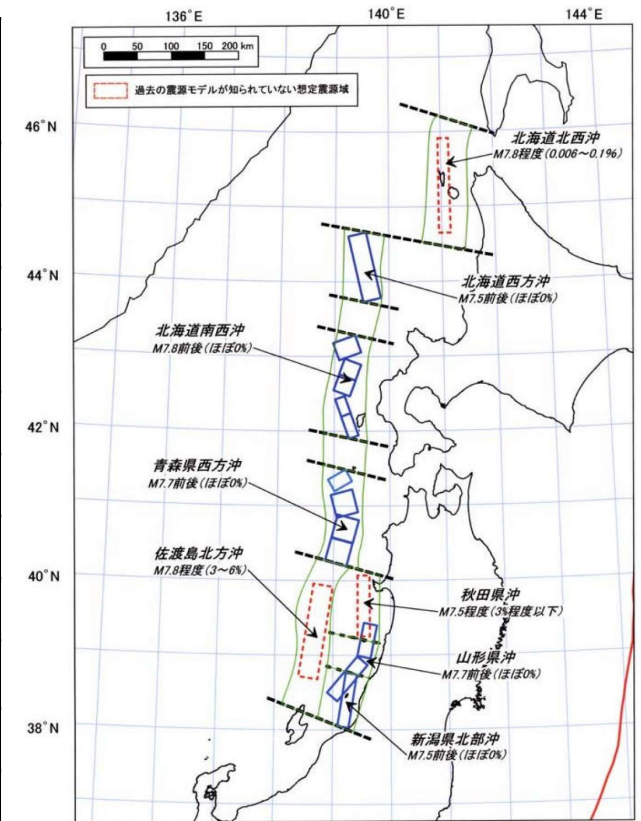 136°E
140°E
144°E
0 50 100 150 200 km
過去の震源モデルが知られていない想定震源域
46°N
北海道北西沖
M7.8程度(0.006～0.1%)
44°N
北海道西方沖
M7.5前後(ほぼ0%)
北海道南西沖
M7.8前後(ほぼ0%)
42°N
青森県西方沖
M7.7前後(ほぼ0%)
佐渡島北方沖
M7.8程度(3～6%)
40°N
秋田県沖
M7.5程度(3%程度以下)
山形県沖
M7.7前後(ほぼ0%)
38°N
新潟県北部沖
M7.5前後(ほぼ0%)